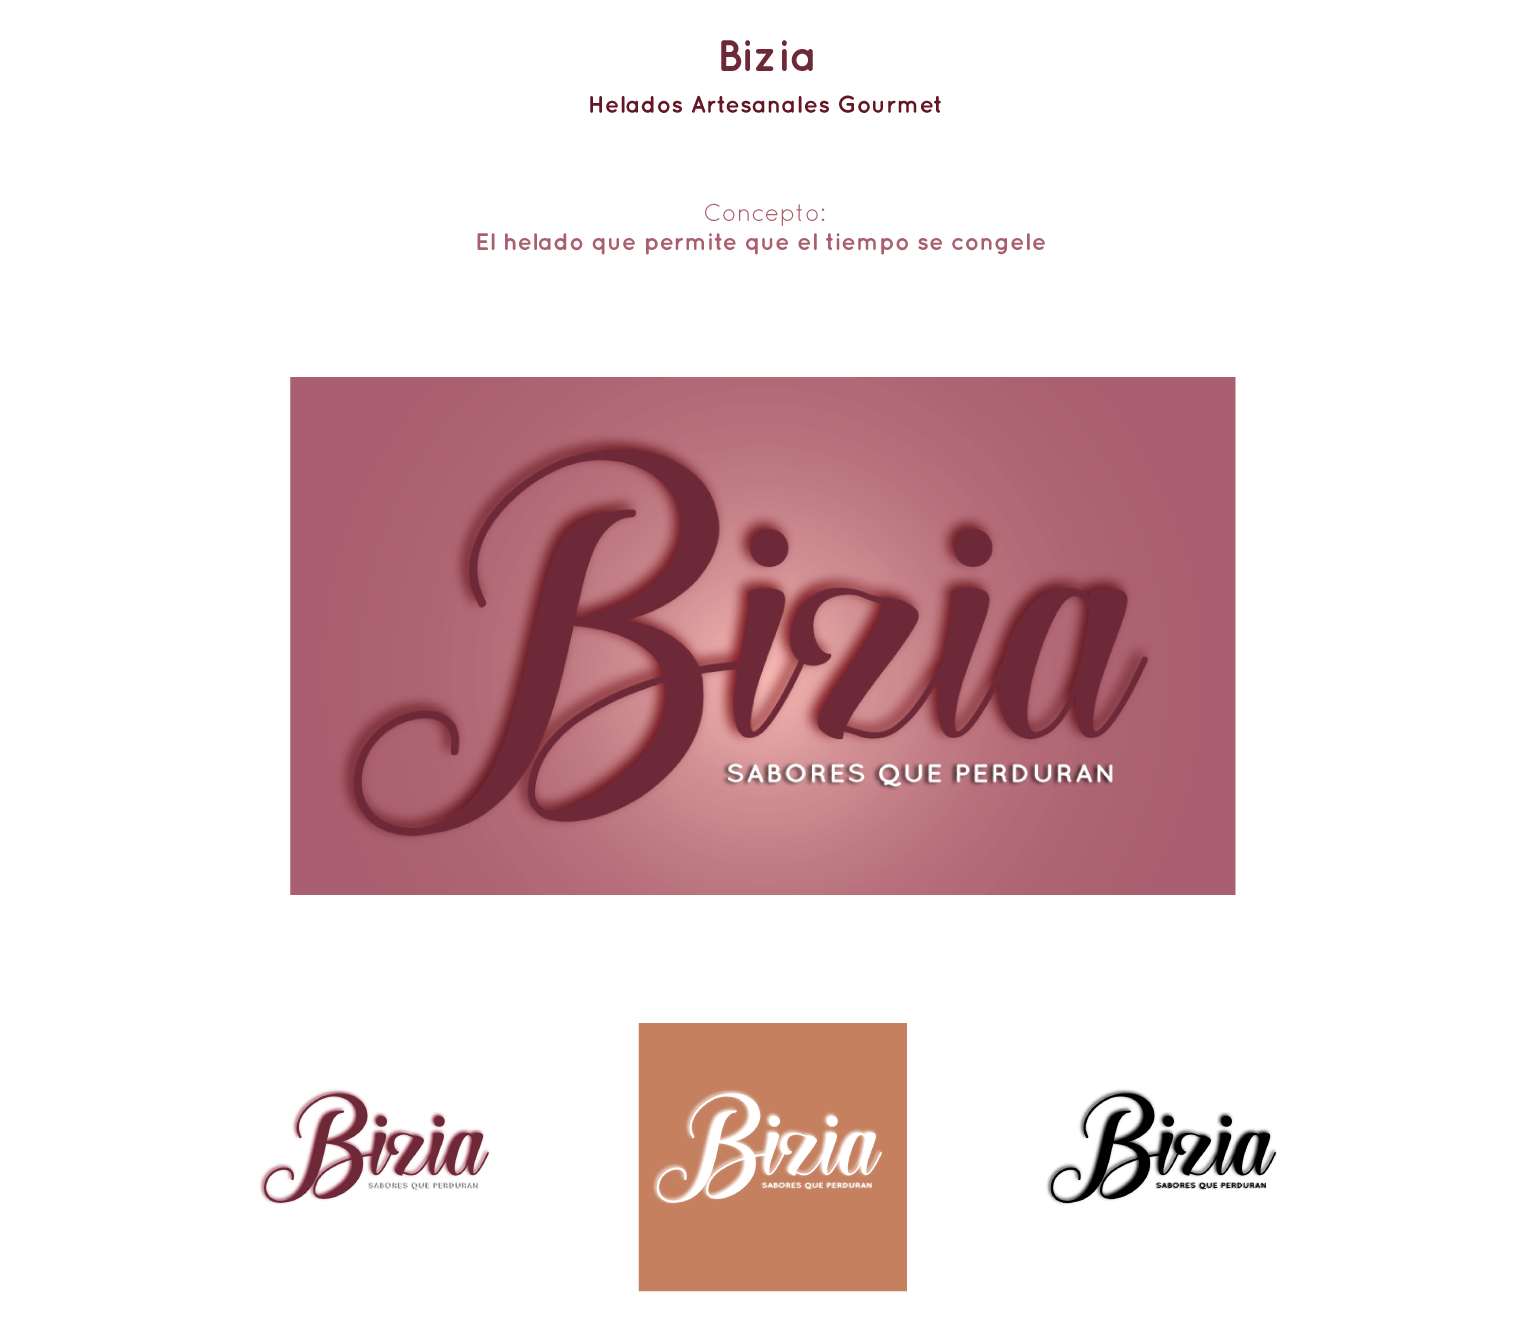 Bizia
Helados Artesanales Gourmet
Concepto:
El helado que permite que el tiempo se congele
Bizia
SABORES QUE PERDURAN
Bizia
SABORES QUE PERDURAN
Bizia
SABORES QUE PERDURAN
Bizia
SABORES QUE PERDURAN